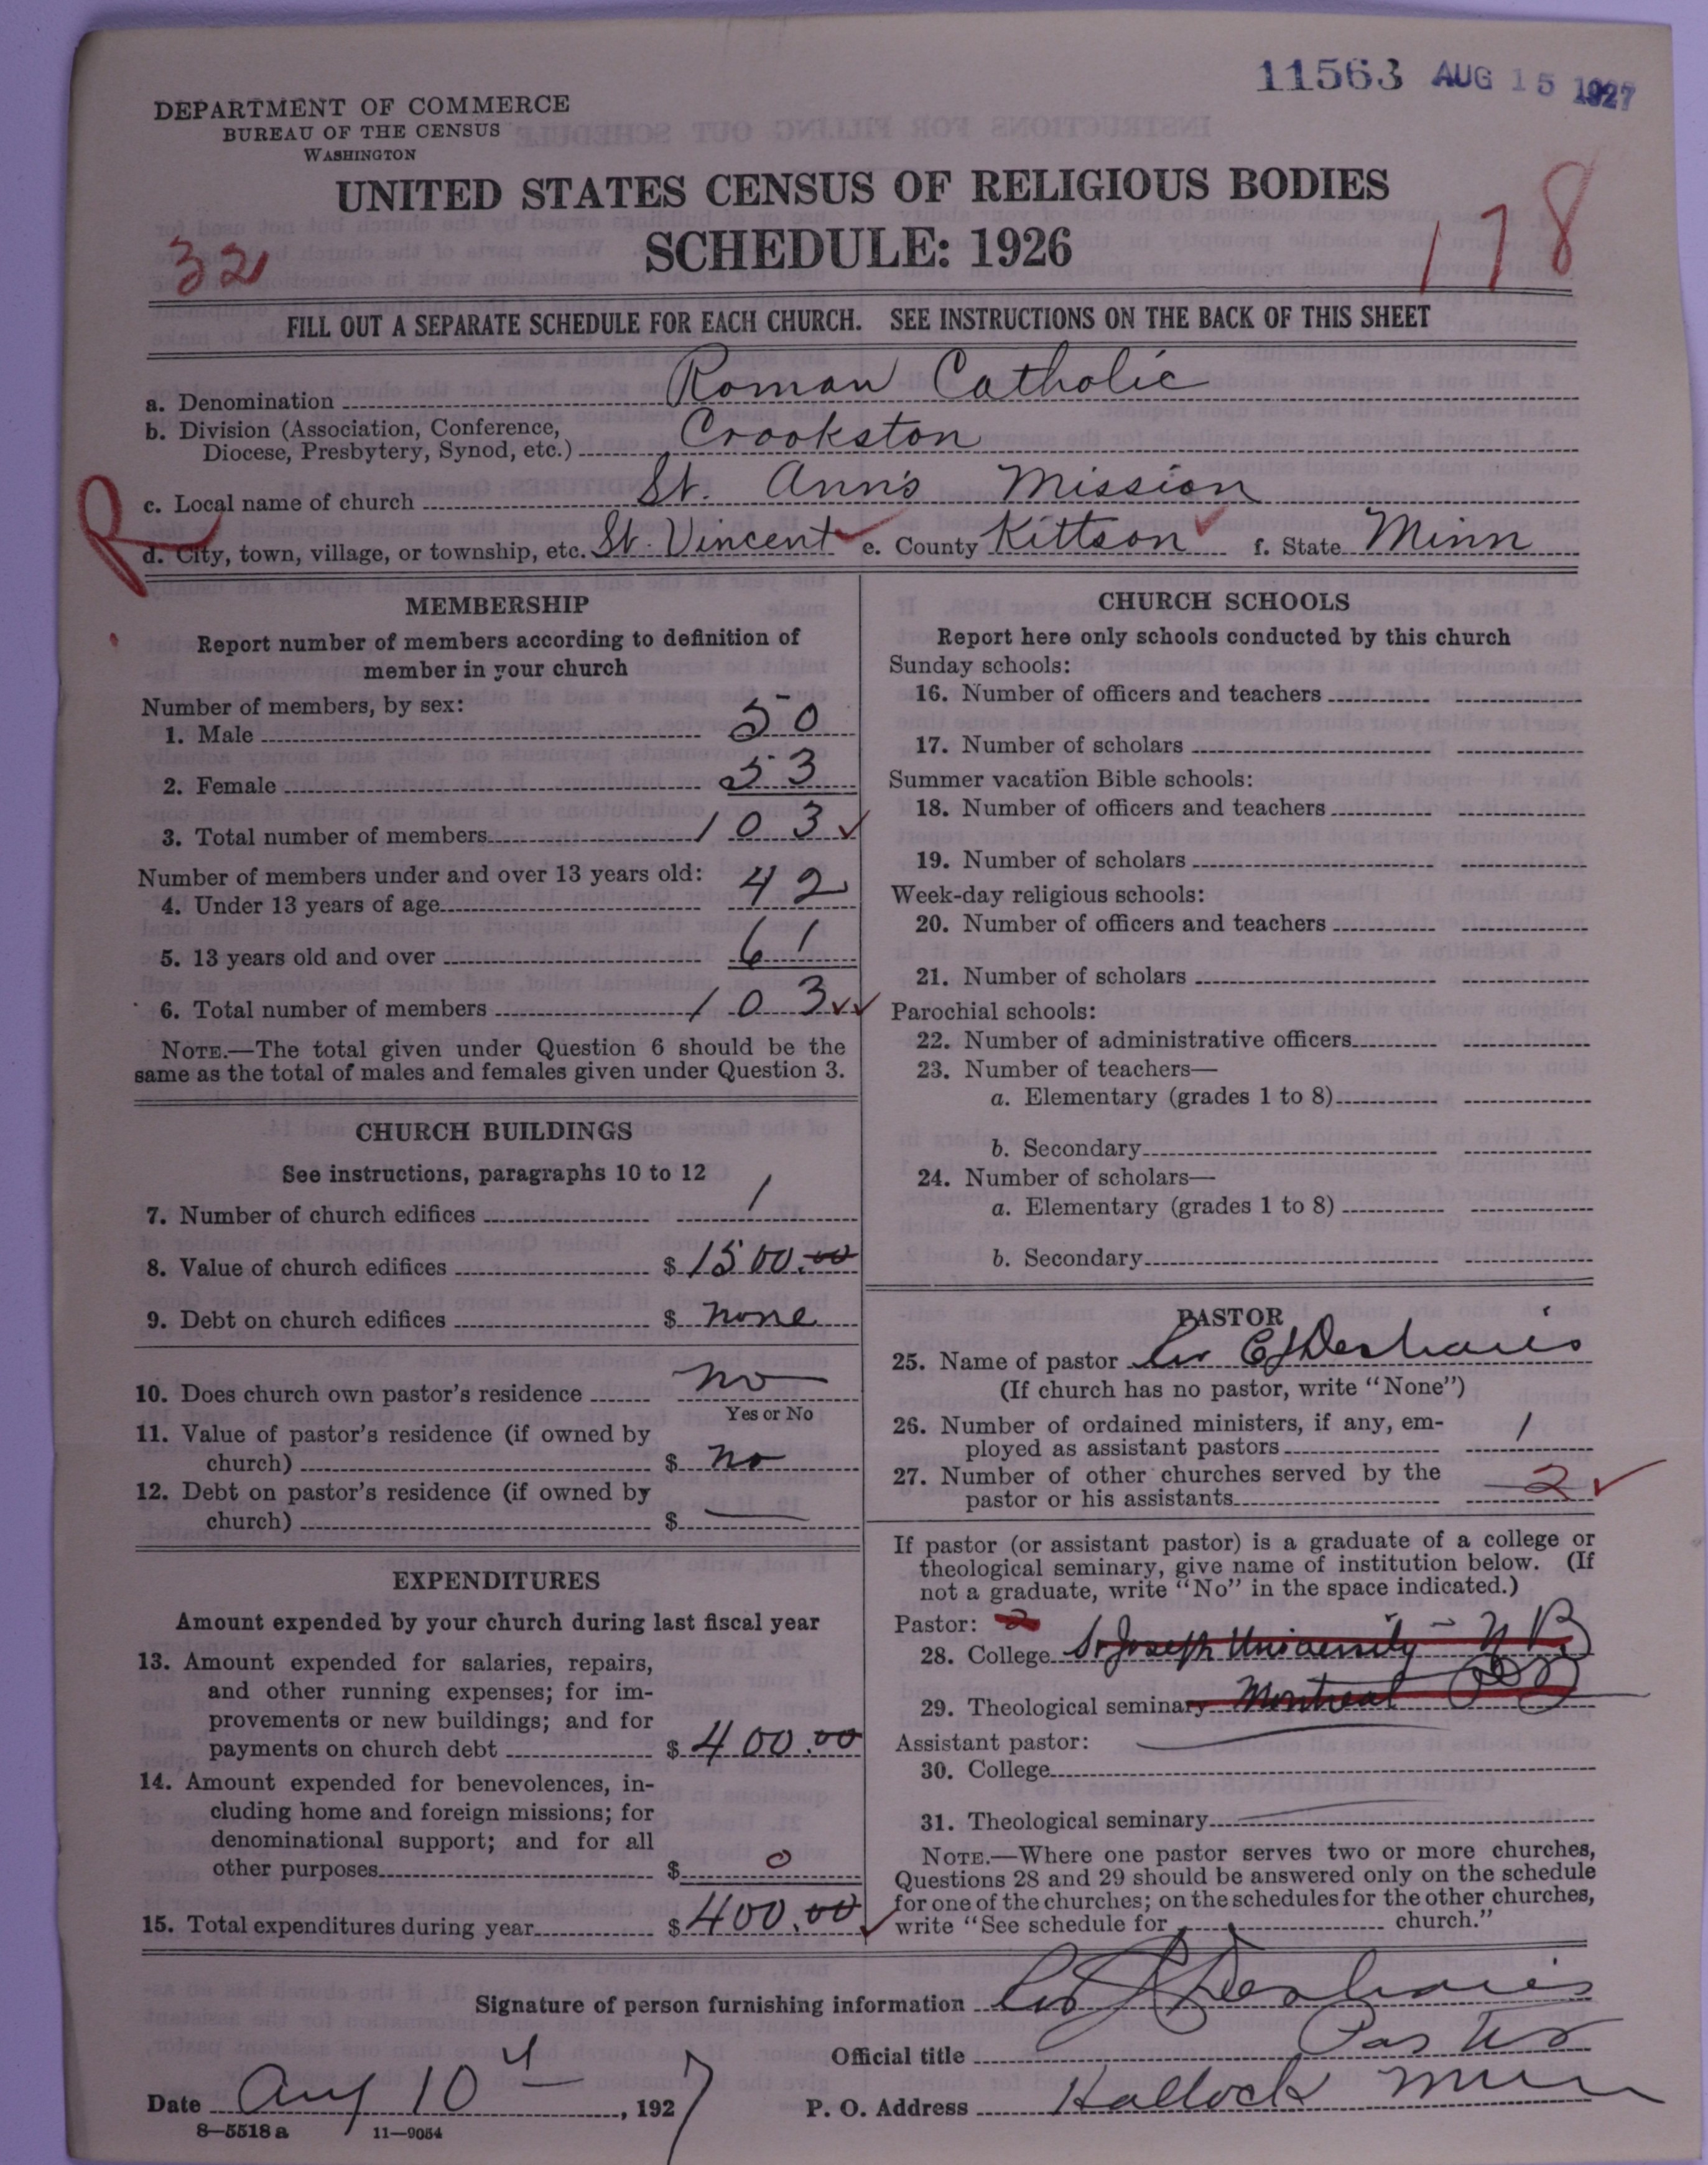 11563 AUG 15 1927
DEPARTMENT OF COMMERCE
BUREAU OF THE CENSUS
WASHINGTON
UNITED STATES CENSUS OF RELIGIOUS BODIES
SCHEDULE: 1926
32
178
FILL OUT A SEPARATE SCHEDULE FOR EACH CHURCH. SEE INSTRUCTIONS ON THE BACK OF THIS SHEET
a. Denomination Roman Catholic
b. Division (Association, Conference, Diocese, Presbytery, Synod, etc.) Crookston
c. Local name of church St. Ann's Mission
R
d. City, town, village, or township, etc. St. Vincent e. County Kittson f. State Minn
MEMBERSHIP
Report number of members according to definition of
member in your church
Number of members, by sex:
1. Male 50
2. Female 53
3. Total number of members 103
Number of members under and over 13 years old:
4. Under 13 years of age 42
5. 13 years old and over 61
6. Total number of members 103
NOTE.—The total given under Question 6 should be the
same as the total of males and females given under Question 3.
CHURCH BUILDINGS
See instructions, paragraphs 10 to 12
7. Number of church edifices 1
8. Value of church edifices $ 1500.00
9. Debt on church edifices $ none
10. Does church own pastor's residence no
Yes or No
11. Value of pastor's residence (if owned by
church) $ no
12. Debt on pastor's residence (if owned by
church) $ —
EXPENDITURES
Amount expended by your church during last fiscal year
13. Amount expended for salaries, repairs,
and other running expenses; for im-
provements or new buildings; and for
payments on church debt $ 400.00
14. Amount expended for benevolences, in-
cluding home and foreign missions; for
denominational support; and for all
other purposes $ 0
15. Total expenditures during year $ 400.00
CHURCH SCHOOLS
Report here only schools conducted by this church
Sunday schools:
16. Number of officers and teachers
17. Number of scholars
Summer vacation Bible schools:
18. Number of officers and teachers
19. Number of scholars
Week-day religious schools:
20. Number of officers and teachers
21. Number of scholars
Parochial schools:
22. Number of administrative officers
23. Number of teachers—
a. Elementary (grades 1 to 8)
b. Secondary
24. Number of scholars—
a. Elementary (grades 1 to 8)
b. Secondary
PASTOR
25. Name of pastor Rev
(If church has no pastor, write "None")
26. Number of ordained ministers, if any, em-
ployed as assistant pastors 1
27. Number of other churches served by the
pastor or his assistants 2
If pastor (or assistant pastor) is a graduate of a college or
theological seminary, give name of institution below. (If
not a graduate, write "No" in the space indicated.)
Pastor: 2
28. College St Joseph University — N B
29. Theological seminary Montreal
Assistant pastor:
30. College
31. Theological seminary
NOTE.—Where one pastor serves two or more churches,
Questions 28 and 29 should be answered only on the schedule
for one of the churches; on the schedules for the other churches,
write "See schedule for church."
Signature of person furnishing information Rev
Official title Pastor
Date Aug 10, 1927 P. O. Address Hallock Minn
8—5518a 11—9054